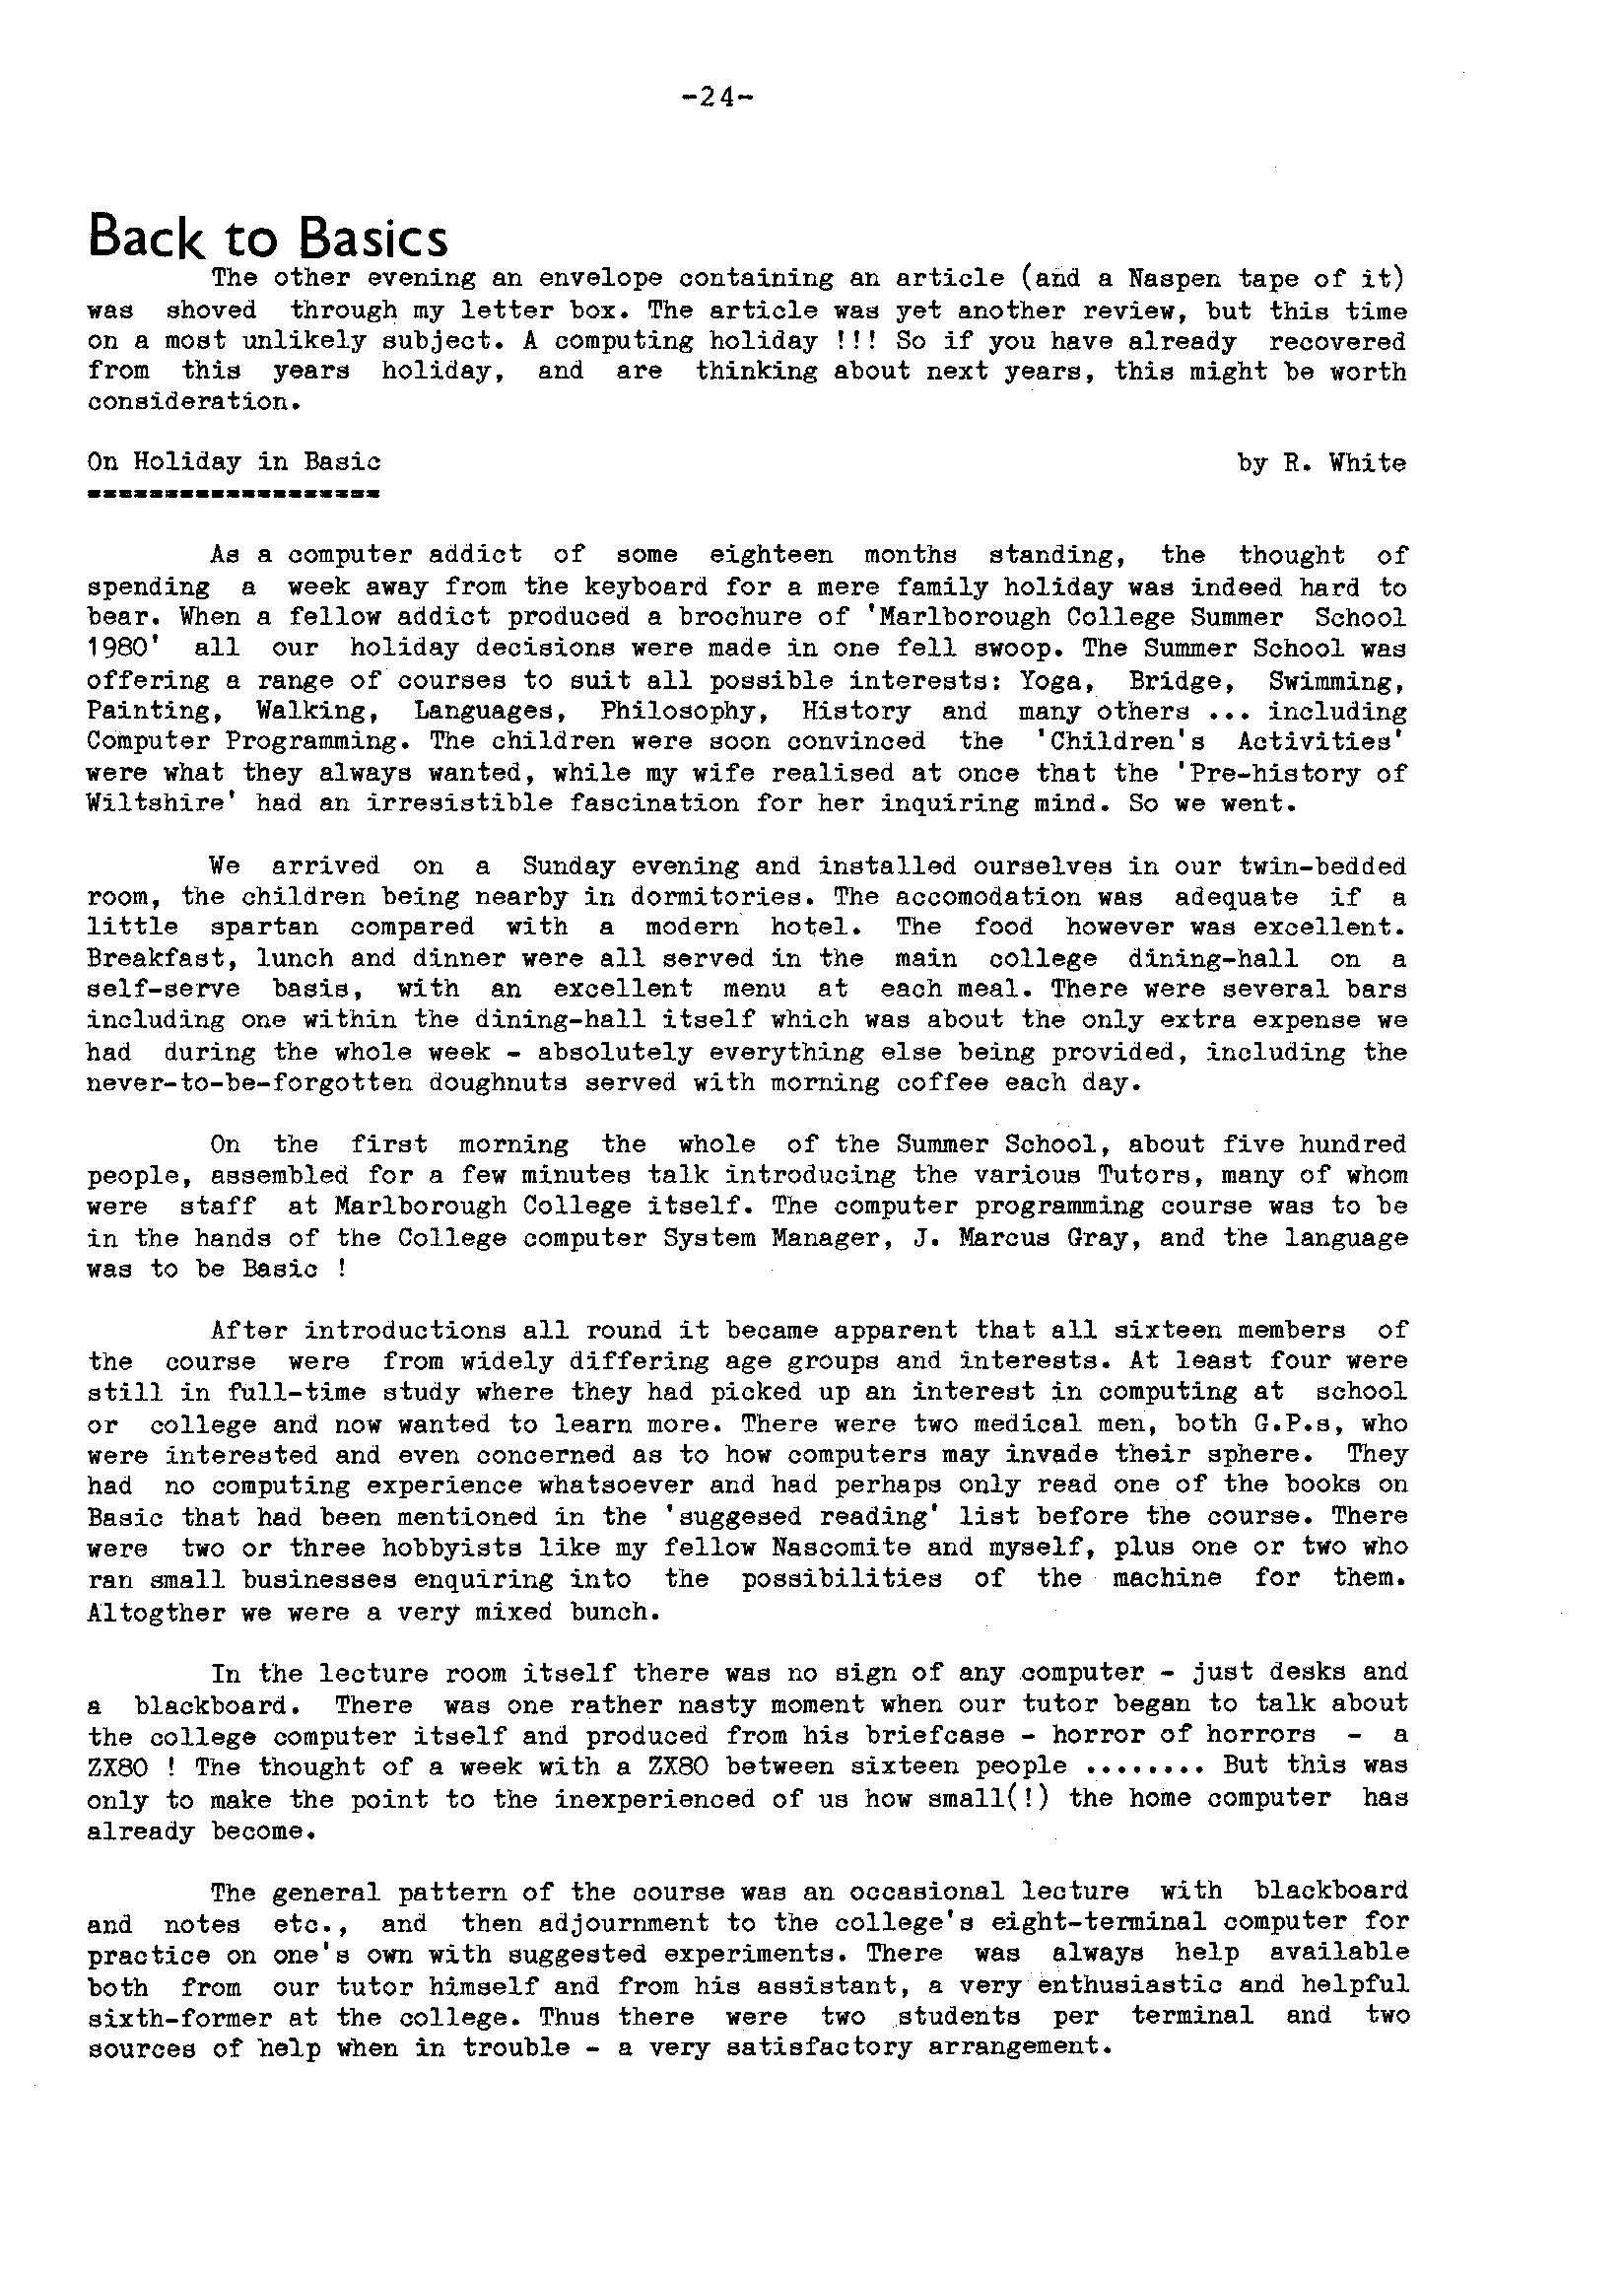 -24-
Back to Basics
The other evening an envelope containing an article (and a Naspen tape of it)
was shoved through my letter box. The article was yet another review, but this time
on a most unlikely subject. A computing holiday !!! So if you have already recovered
from this years holiday, and are thinking about next years, this might be worth
consideration.
On Holiday in Basic by R. White
===================
As a computer addict of some eighteen months standing, the thought of
spending a week away from the keyboard for a mere family holiday was indeed hard to
bear. When a fellow addict produced a brochure of 'Marlborough College Summer School
1980' all our holiday decisions were made in one fell swoop. The Summer School was
offering a range of courses to suit all possible interests: Yoga, Bridge, Swimming,
Painting, Walking, Languages, Philosophy, History and many others ... including
Computer Programming. The children were soon convinced the 'Children's Activities'
were what they always wanted, while my wife realised at once that the 'Pre-history of
Wiltshire' had an irresistible fascination for her inquiring mind. So we went.
We arrived on a Sunday evening and installed ourselves in our twin-bedded
room, the children being nearby in dormitories. The accomodation was adequate if a
little spartan compared with a modern hotel. The food however was excellent.
Breakfast, lunch and dinner were all served in the main college dining-hall on a
self-serve basis, with an excellent menu at each meal. There were several bars
including one within the dining-hall itself which was about the only extra expense we
had during the whole week - absolutely everything else being provided, including the
never-to-be-forgotten doughnuts served with morning coffee each day.
On the first morning the whole of the Summer School, about five hundred
people, assembled for a few minutes talk introducing the various Tutors, many of whom
were staff at Marlborough College itself. The computer programming course was to be
in the hands of the College computer System Manager, J. Marcus Gray, and the language
was to be Basic !
After introductions all round it became apparent that all sixteen members of
the course were from widely differing age groups and interests. At least four were
still in full-time study where they had picked up an interest in computing at school
or college and now wanted to learn more. There were two medical men, both G.P.s, who
were interested and even concerned as to how computers may invade their sphere. They
had no computing experience whatsoever and had perhaps only read one of the books on
Basic that had been mentioned in the 'suggesed reading' list before the course. There
were two or three hobbyists like my fellow Nascomite and myself, plus one or two who
ran small businesses enquiring into the possibilities of the machine for them.
Altogther we were a very mixed bunch.
In the lecture room itself there was no sign of any computer - just desks and
a blackboard. There was one rather nasty moment when our tutor began to talk about
the college computer itself and produced from his briefcase - horror of horrors - a
ZX80 ! The thought of a week with a ZX80 between sixteen people ........ But this was
only to make the point to the inexperienced of us how small(!) the home computer has
already become.
The general pattern of the course was an occasional lecture with blackboard
and notes etc., and then adjournment to the college's eight-terminal computer for
practice on one's own with suggested experiments. There was always help available
both from our tutor himself and from his assistant, a very enthusiastic and helpful
sixth-former at the college. Thus there were two students per terminal and two
sources of help when in trouble - a very satisfactory arrangement.